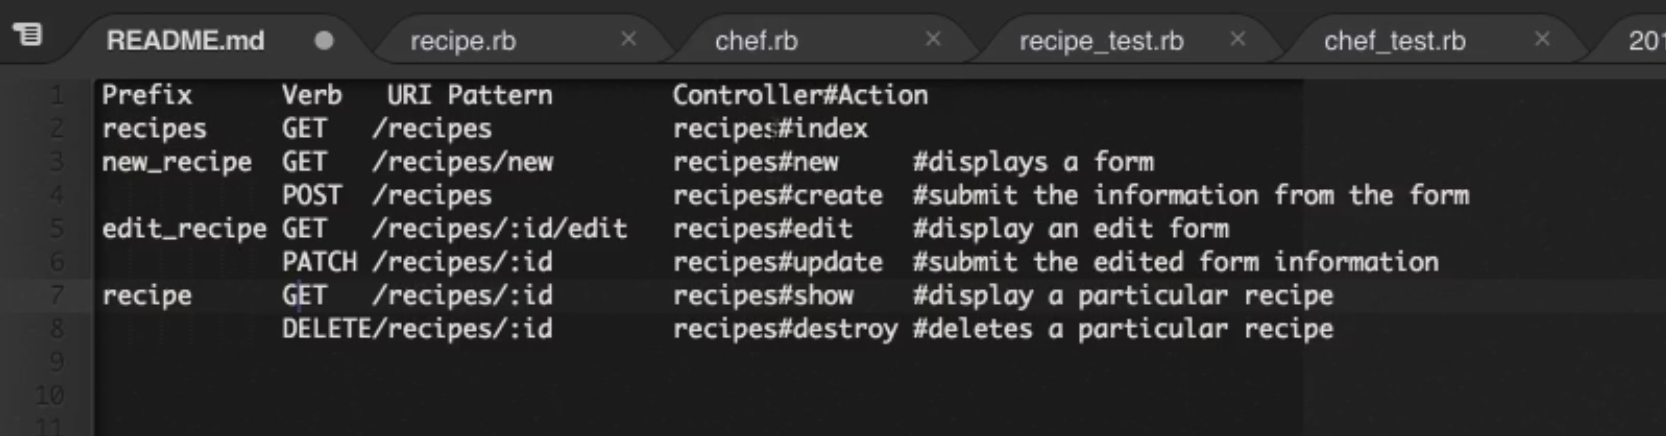 README.md recipe.rb chef.rb recipe_test.rb chef_test.rb 201
1 Prefix Verb URI Pattern Controller#Action
2 recipes GET /recipes recipes#index
3 new_recipe GET /recipes/new recipes#new #displays a form
4 POST /recipes recipes#create #submit the information from the form
5 edit_recipe GET /recipes/:id/edit recipes#edit #display an edit form
6 PATCH /recipes/:id recipes#update #submit the edited form information
7 recipe GET /recipes/:id recipes#show #display a particular recipe
8 DELETE/recipes/:id recipes#destroy #deletes a particular recipe
9
10
11